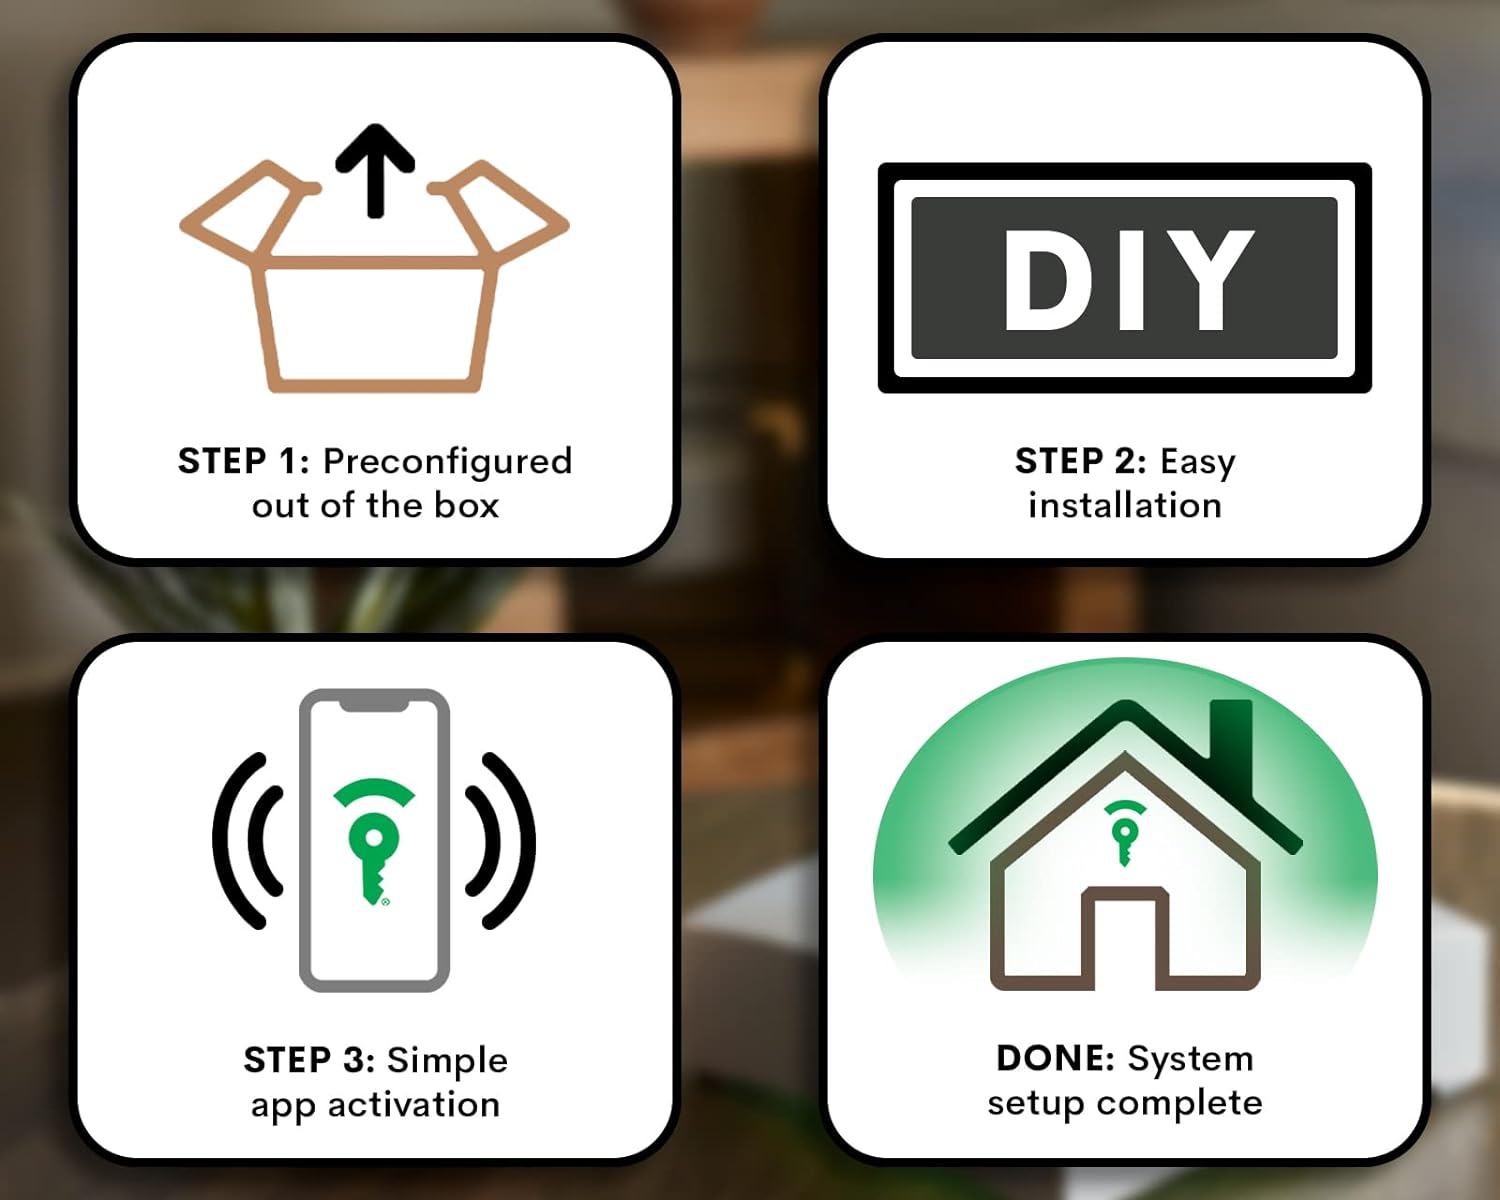 STEP 1: Preconfigured
out of the box
DIY
STEP 2: Easy
installation
®
STEP 3: Simple
app activation
DONE: System
setup complete